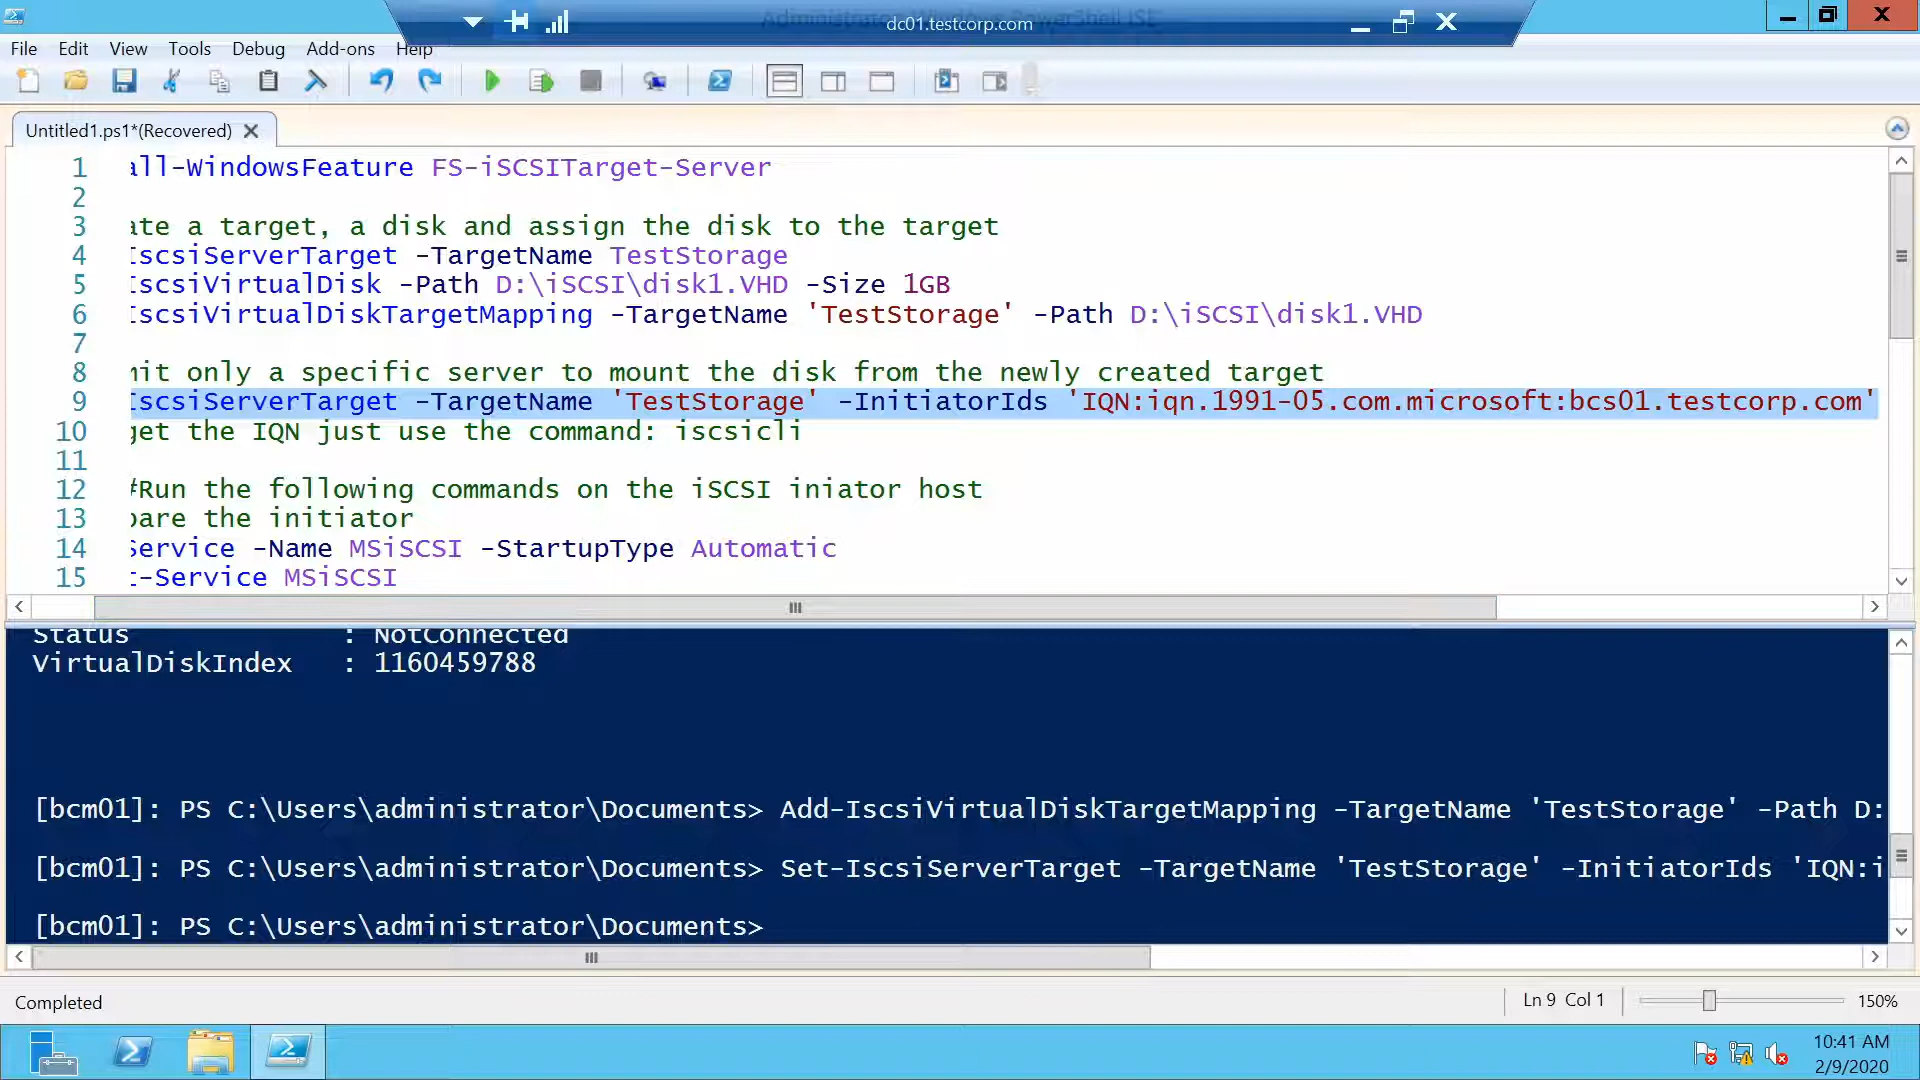 Administrator: Windows PowerShell ISE
dc01.testcorp.com
File Edit View Tools Debug Add-ons Help
Untitled1.ps1*(Recovered)
1 all-WindowsFeature FS-iSCSITarget-Server
2
3 ate a target, a disk and assign the disk to the target
4 IscsiServerTarget -TargetName TestStorage
5 IscsiVirtualDisk -Path D:\iSCSI\disk1.VHD -Size 1GB
6 IscsiVirtualDiskTargetMapping -TargetName 'TestStorage' -Path D:\iSCSI\disk1.VHD
7
8 mit only a specific server to mount the disk from the newly created target
9 IscsiServerTarget -TargetName 'TestStorage' -InitiatorIds 'IQN:iqn.1991-05.com.microsoft:bcs01.testcorp.com'
10 get the IQN just use the command: iscsicli
11
12 #Run the following commands on the iSCSI iniator host
13 pare the initiator
14 Service -Name MSiSCSI -StartupType Automatic
15 t-Service MSiSCSI
Status : NotConnected
VirtualDiskIndex : 1160459788
[bcm01]: PS C:\Users\administrator\Documents> Add-IscsiVirtualDiskTargetMapping -TargetName 'TestStorage' -Path D:
[bcm01]: PS C:\Users\administrator\Documents> Set-IscsiServerTarget -TargetName 'TestStorage' -InitiatorIds 'IQN:i
[bcm01]: PS C:\Users\administrator\Documents>
Completed
Ln 9 Col 1
150%
10:41 AM
2/9/2020